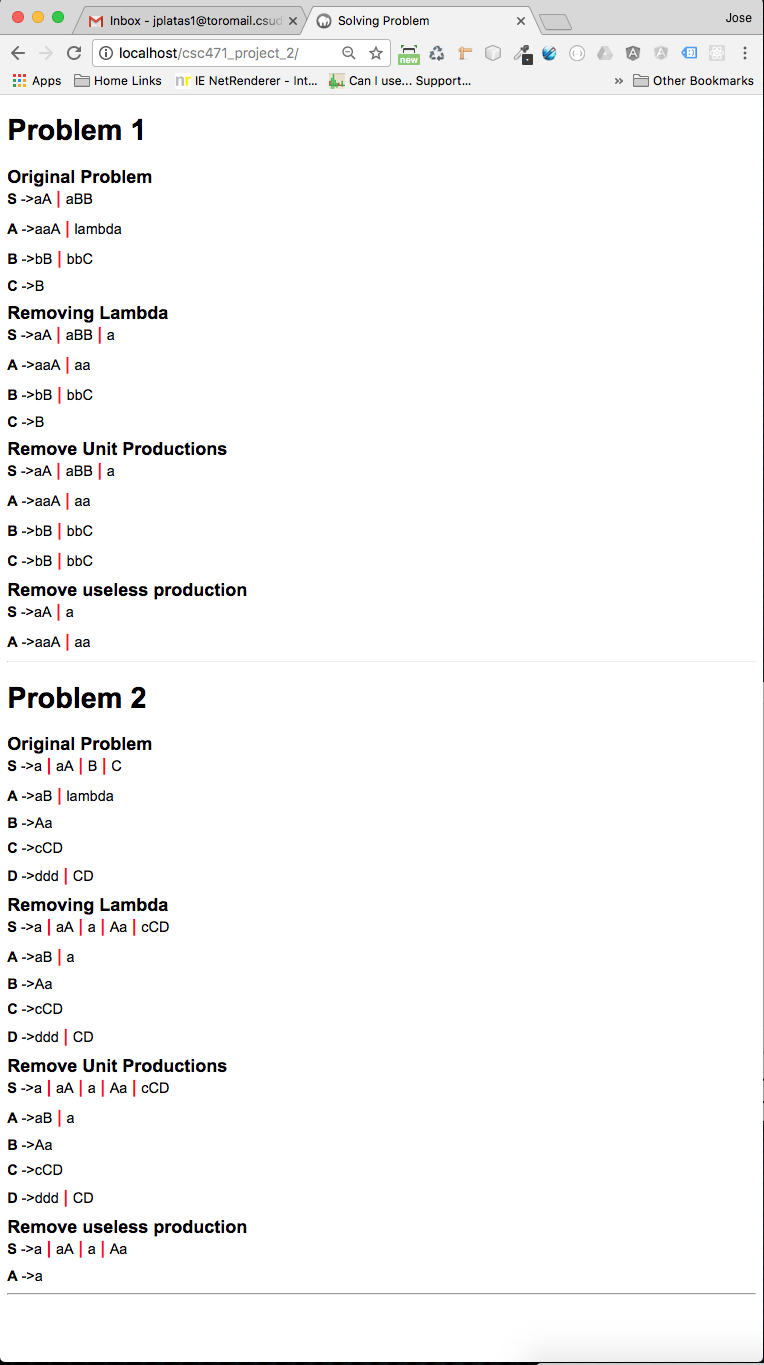 Inbox - jplatas1@toromail.csud
Solving Problem
Jose
localhost/csc471_project_2/
new
Apps
Home Links
nr IE NetRenderer - Int...
Can I use... Support...
» Other Bookmarks
Problem 1
Original Problem
S ->aA | aBB
A ->aaA | lambda
B ->bB | bbC
C ->B
Removing Lambda
S ->aA | aBB | a
A ->aaA | aa
B ->bB | bbC
C ->B
Remove Unit Productions
S ->aA | aBB | a
A ->aaA | aa
B ->bB | bbC
C ->bB | bbC
Remove useless production
S ->aA | a
A ->aaA | aa
Problem 2
Original Problem
S ->a | aA | B | C
A ->aB | lambda
B ->Aa
C ->cCD
D ->ddd | CD
Removing Lambda
S ->a | aA | a | Aa | cCD
A ->aB | a
B ->Aa
C ->cCD
D ->ddd | CD
Remove Unit Productions
S ->a | aA | a | Aa | cCD
A ->aB | a
B ->Aa
C ->cCD
D ->ddd | CD
Remove useless production
S ->a | aA | a | Aa
A ->a